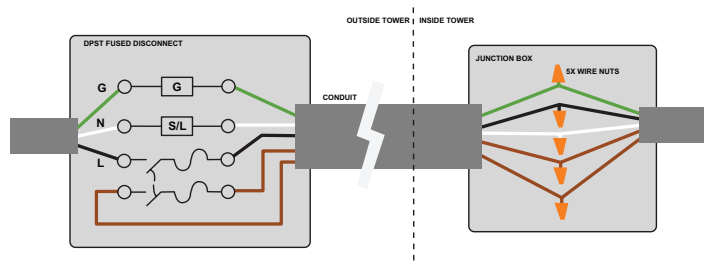 OUTSIDE TOWER
INSIDE TOWER
DPST FUSED DISCONNECT
G
G
N
S/L
L
CONDUIT
JUNCTION BOX
5X WIRE NUTS